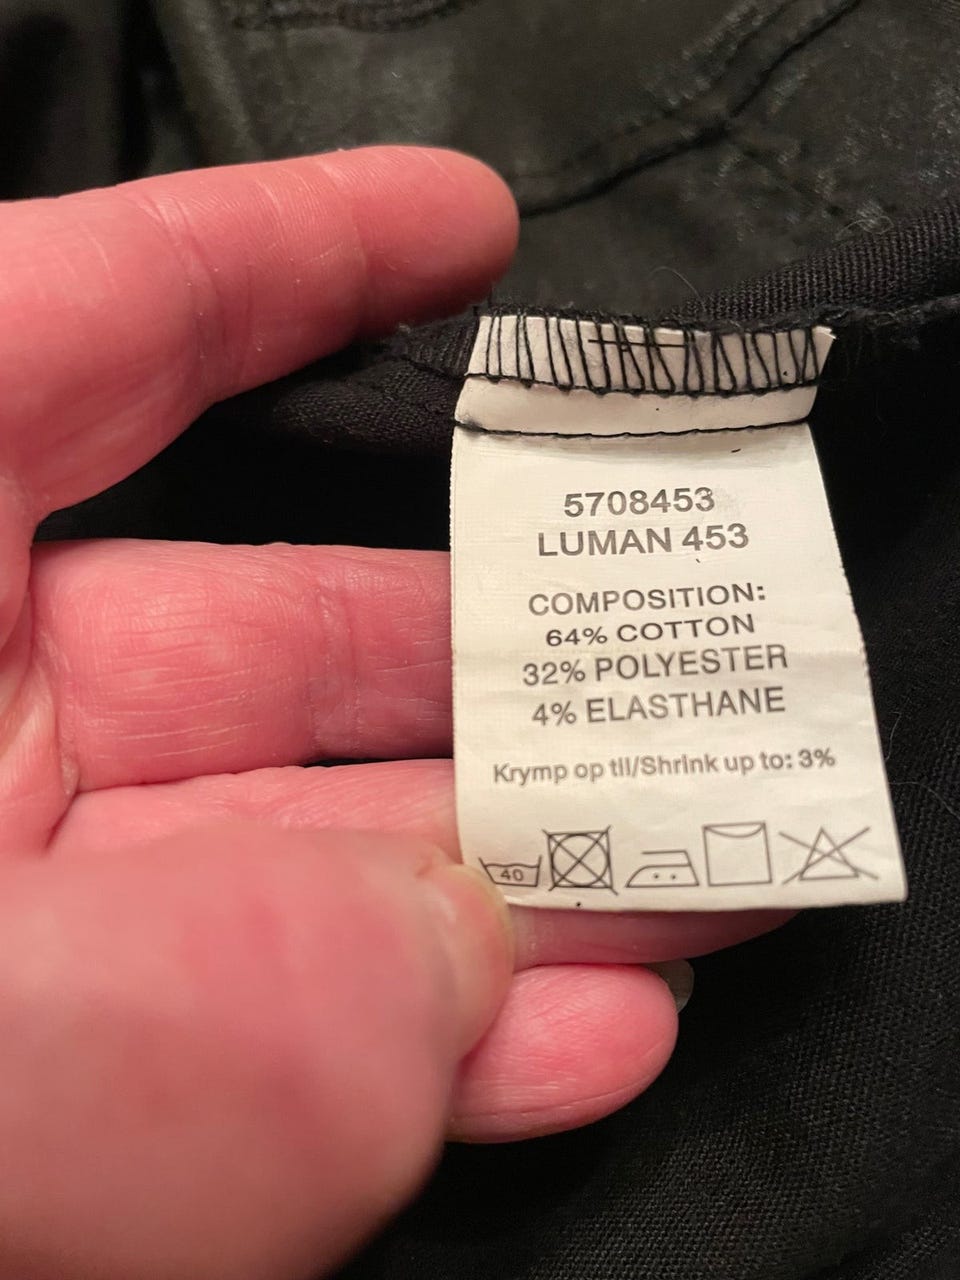 5708453
LUMAN 453
COMPOSITION:
64% COTTON
32% POLYESTER
4% ELASTHANE
Krymp op til/Shrink up to: 3%
40